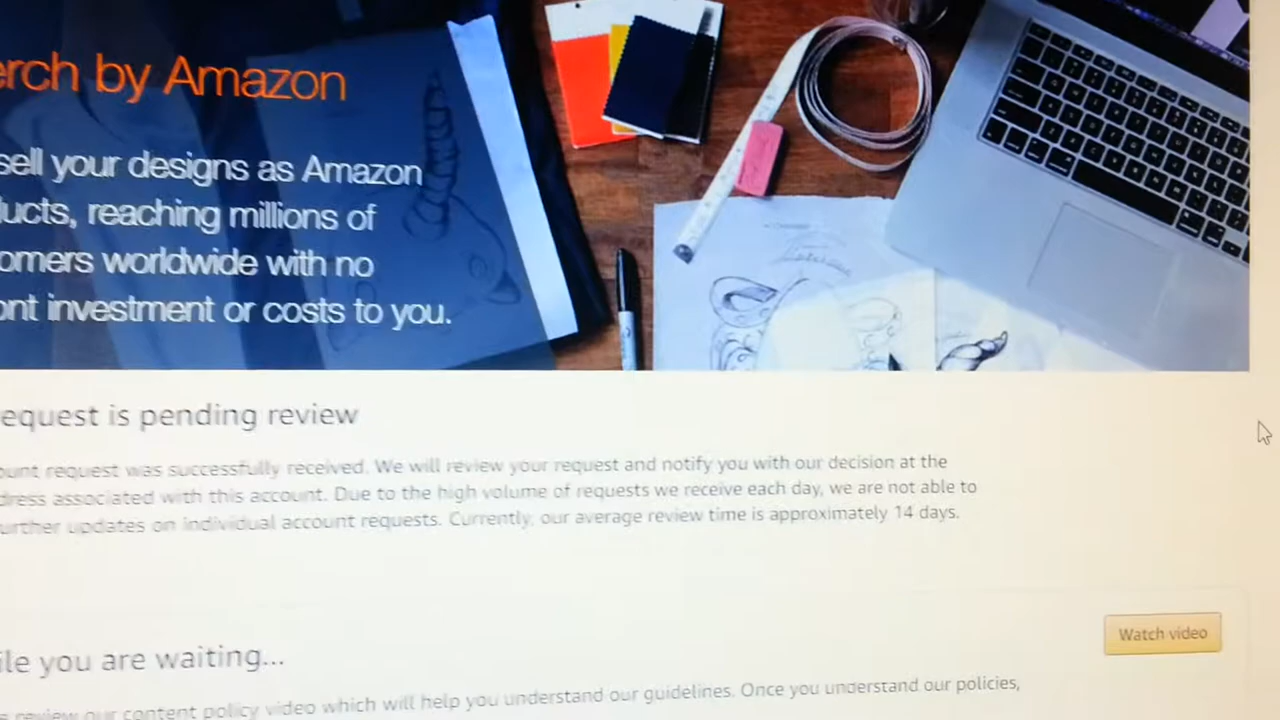 erch by Amazon
sell your designs as Amazon
ucts, reaching millions of
omers worldwide with no
ont investment or costs to you.
equest is pending review
ount request was successfully received. We will review your request and notify you with our decision at the
dress associated with this account. Due to the high volume of requests we receive each day, we are not able to
urther updates on individual account requests. Currently, our average review time is approximately 14 days.
Watch video
ile you are waiting...
review our content policy video which will help you understand our guidelines. Once you understand our policies,